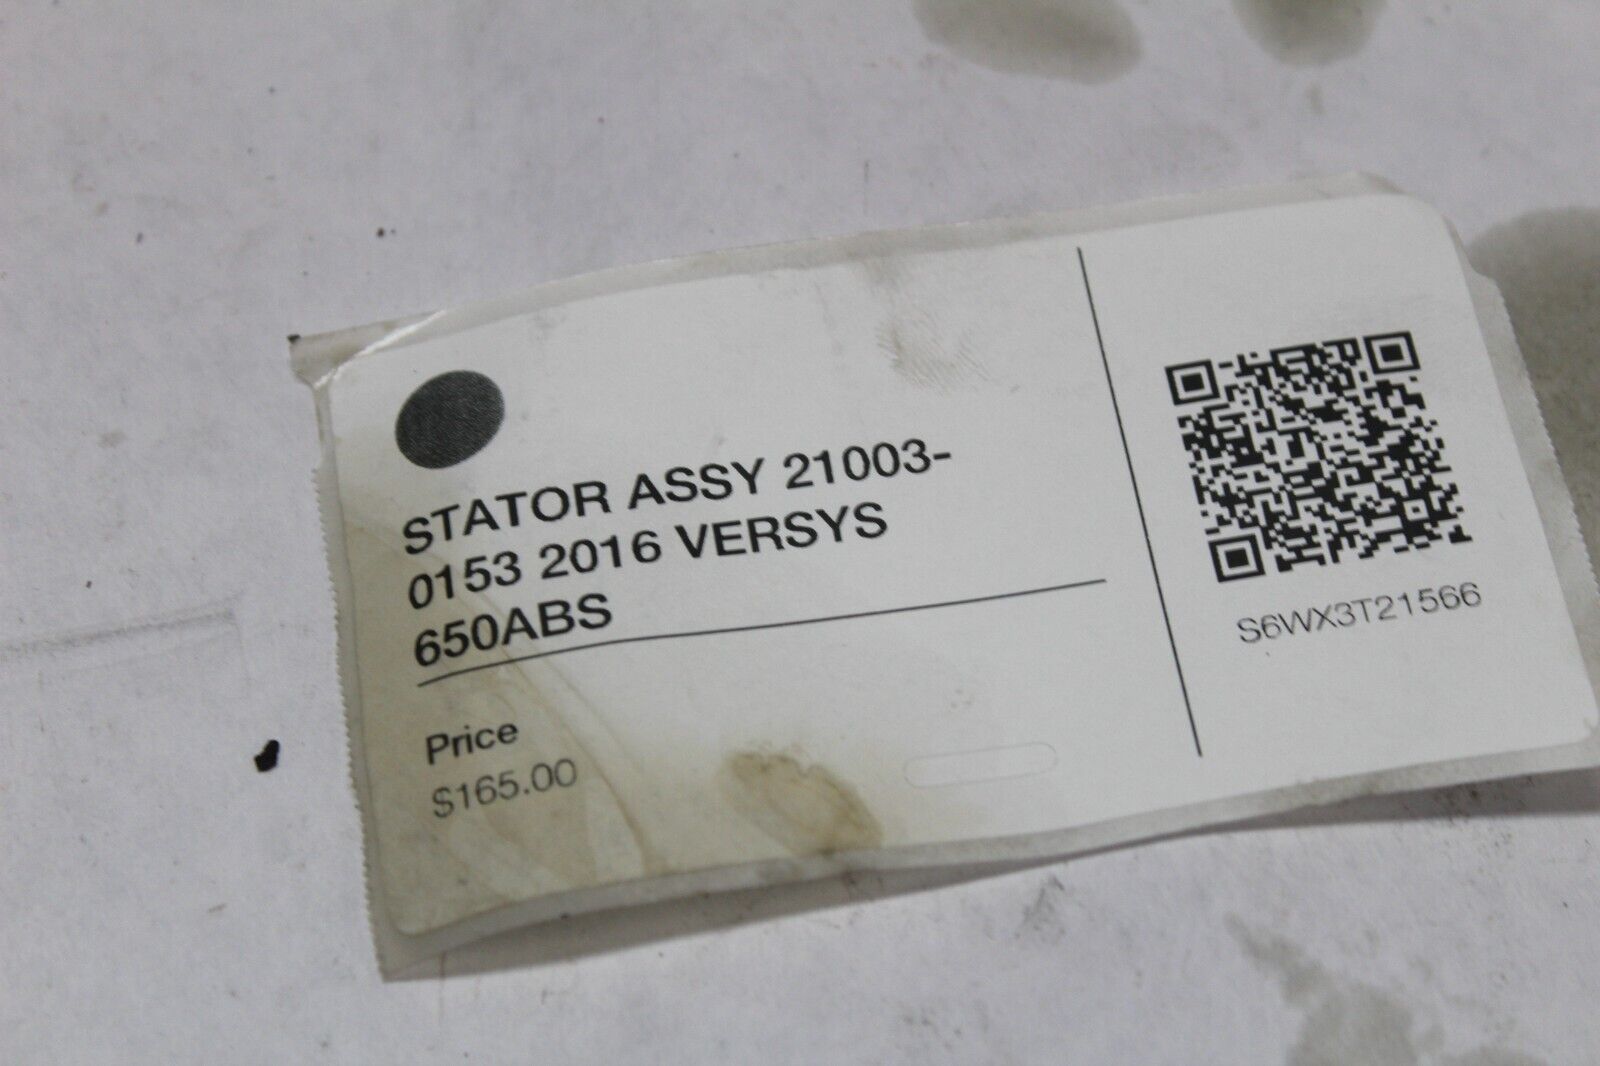 STATOR ASSY 21003-
0153 2016 VERSYS
650ABS
Price
$165.00
S6WX3T21566